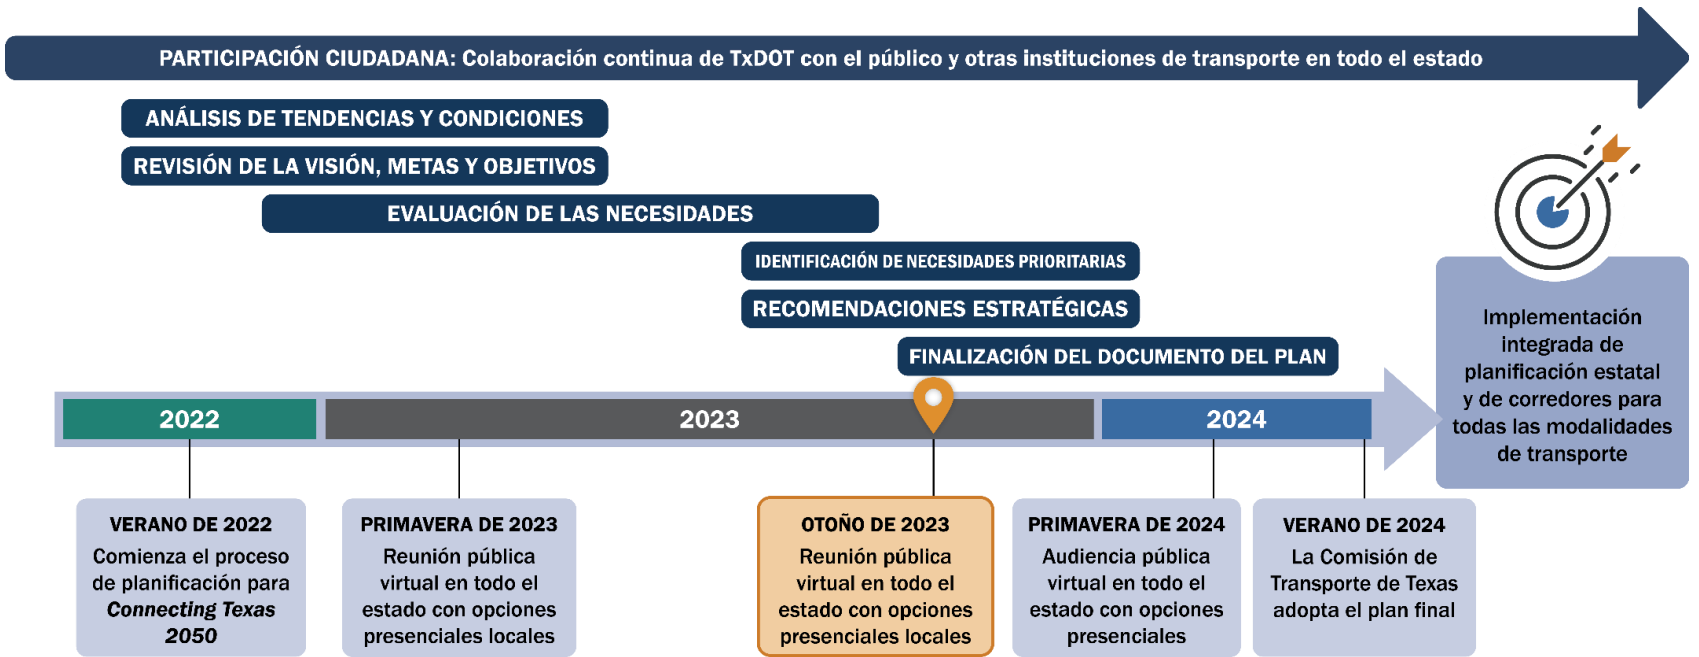 PARTICIPACIÓN CIUDADANA: Colaboración continua de TxDOT con el público y otras instituciones de transporte en todo el estado
ANÁLISIS DE TENDENCIAS Y CONDICIONES
REVISIÓN DE LA VISIÓN, METAS Y OBJETIVOS
EVALUACIÓN DE LAS NECESIDADES
IDENTIFICACIÓN DE NECESIDADES PRIORITARIAS
RECOMENDACIONES ESTRATÉGICAS
FINALIZACIÓN DEL DOCUMENTO DEL PLAN
Implementación
integrada de
planificación estatal
y de corredores para
todas las modalidades
de transporte
2022
2023
2024
VERANO DE 2022
Comienza el proceso
de planificación para
Connecting Texas
2050
PRIMAVERA DE 2023
Reunión pública
virtual en todo el
estado con opciones
presenciales locales
OTOÑO DE 2023
Reunión pública
virtual en todo el
estado con opciones
presenciales locales
PRIMAVERA DE 2024
Audiencia pública
virtual en todo el
estado con opciones
presenciales
VERANO DE 2024
La Comisión de
Transporte de Texas
adopta el plan final